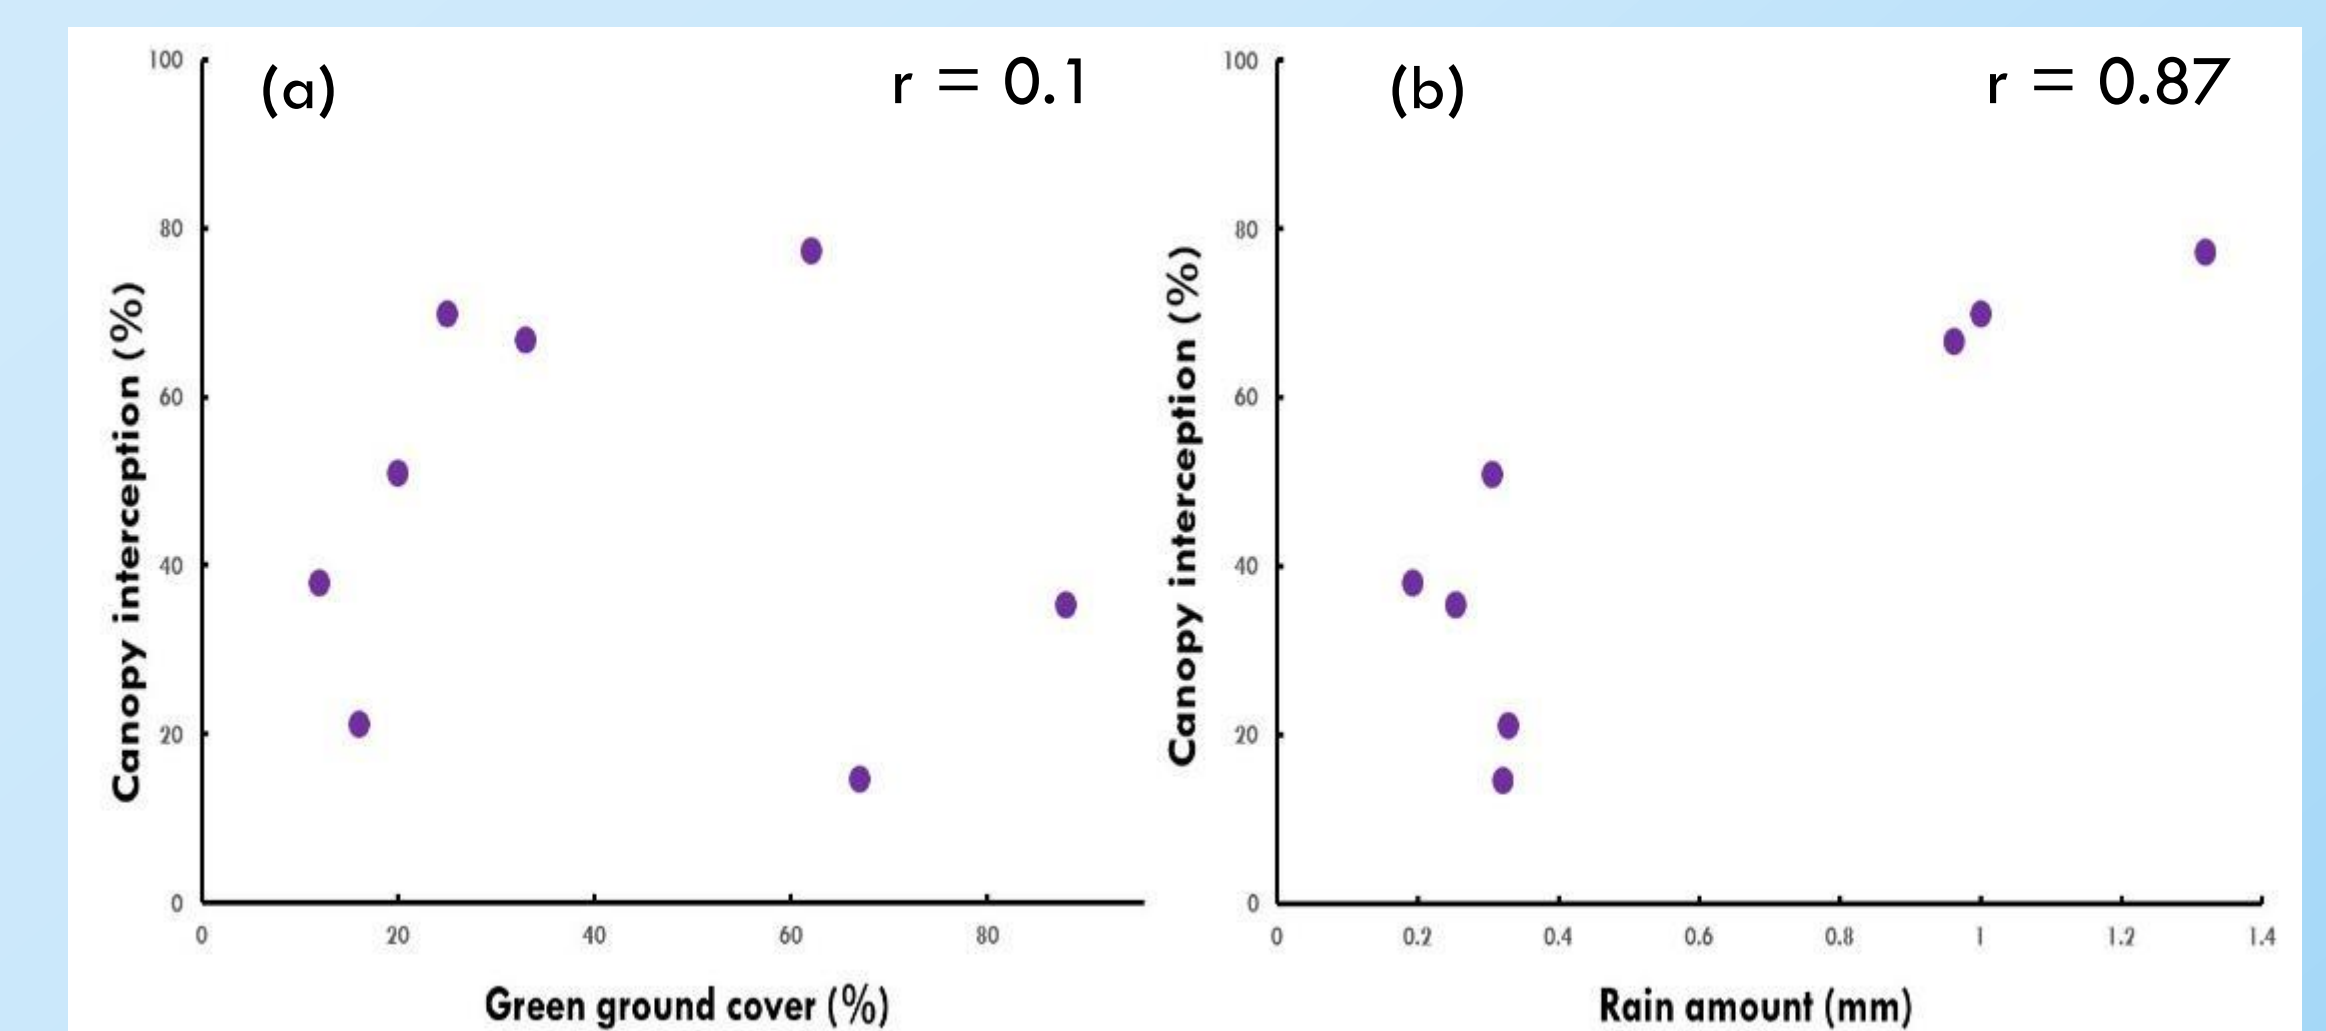 (a)
r = 0.1
100
80
60
40
20
0
Canopy interception (%)
0 20 40 60 80
Green ground cover (%)
(b)
r = 0.87
100
80
60
40
20
0
Canopy interception (%)
0 0.2 0.4 0.6 0.8 1 1.2 1.4
Rain amount (mm)